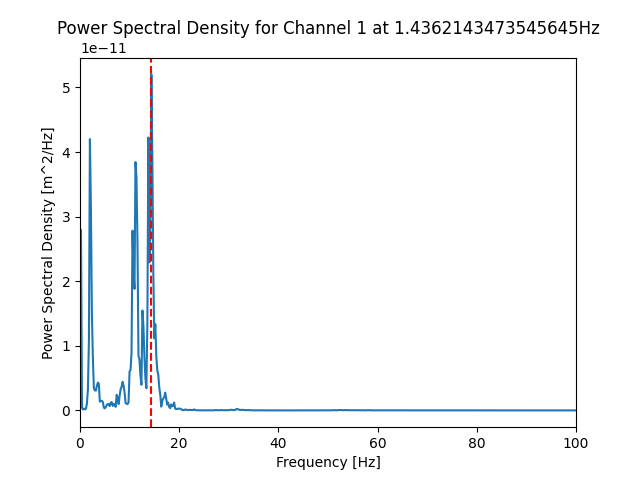 Power Spectral Density for Channel 1 at 1.4362143473545645Hz
1e−11
5
4
3
2
1
0
Power Spectral Density [m^2/Hz]
0 20 40 60 80 100
Frequency [Hz]